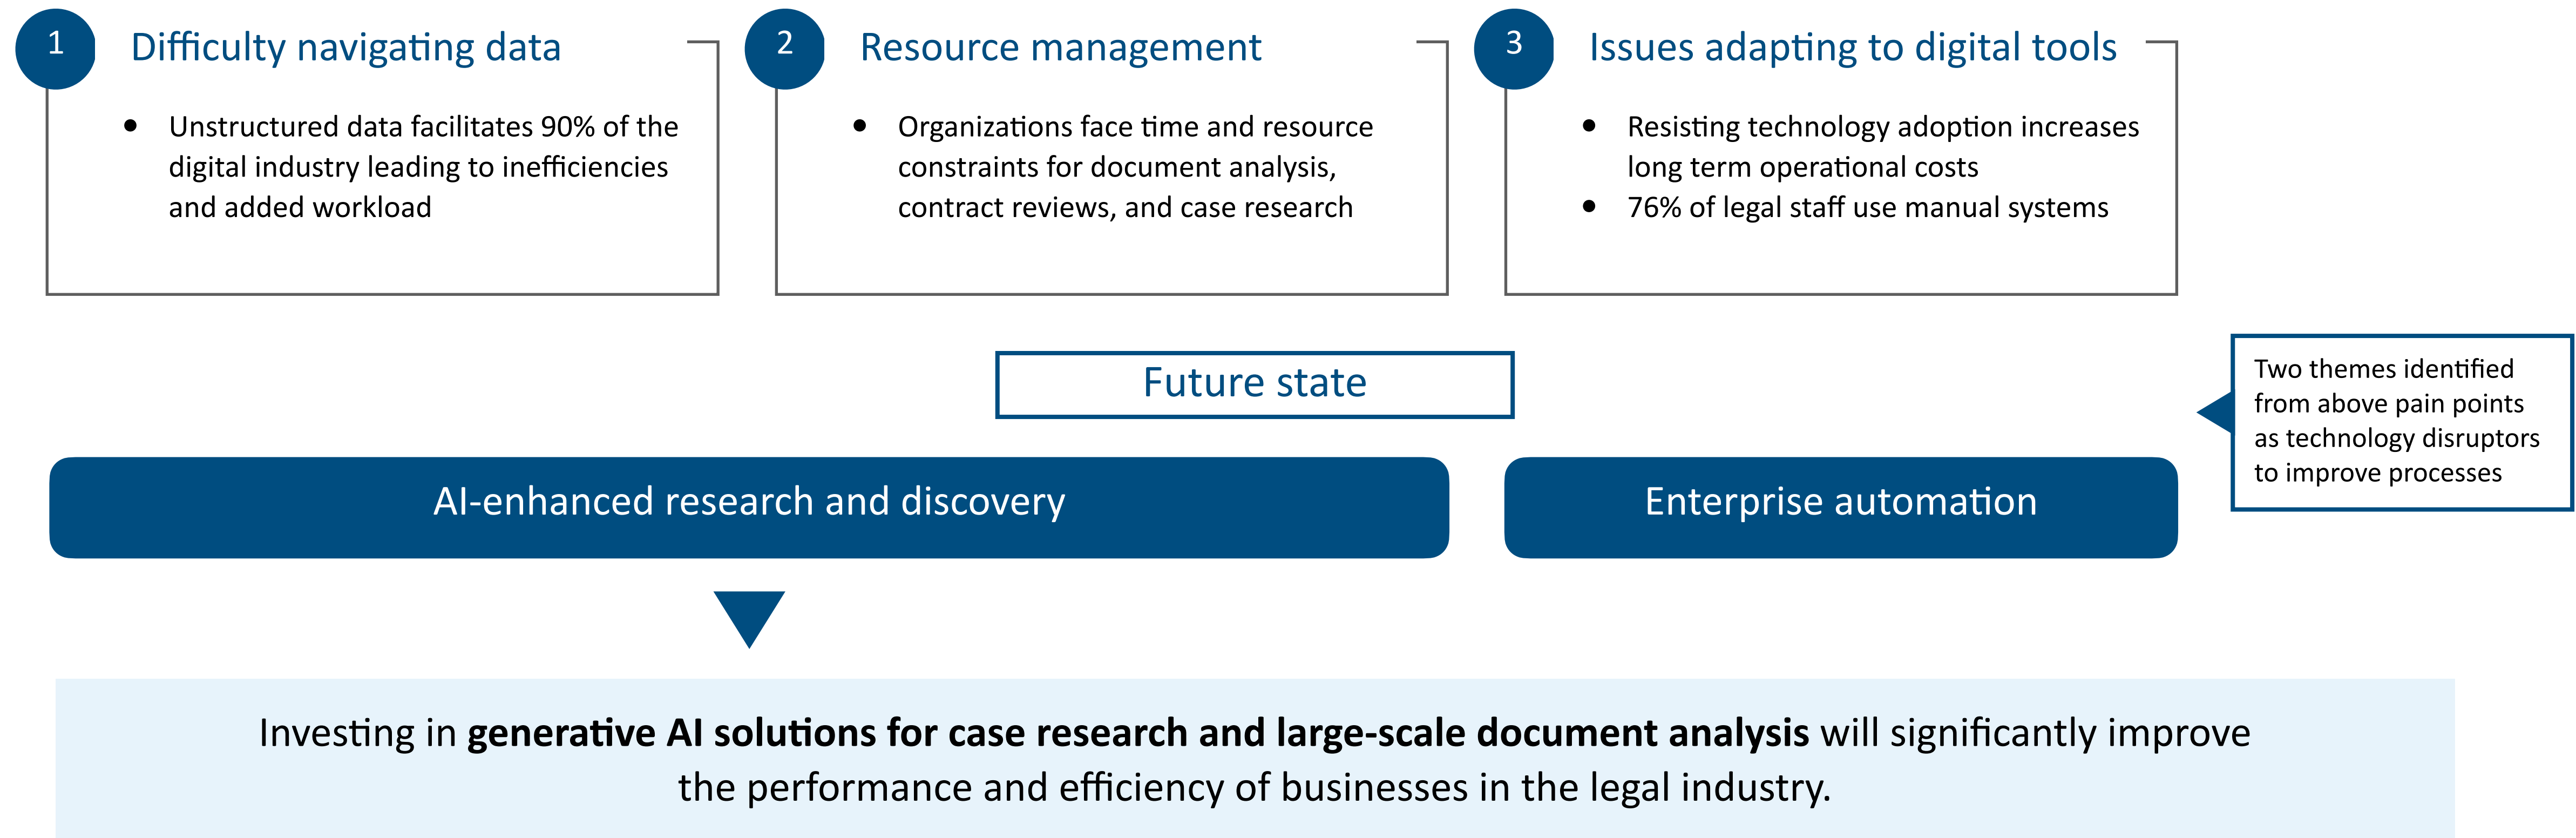 1
Difficulty navigating data
• Unstructured data facilitates 90% of the
digital industry leading to inefficiencies
and added workload
2
Resource management
• Organizations face time and resource
constraints for document analysis,
contract reviews, and case research
3
Issues adapting to digital tools
• Resisting technology adoption increases
long term operational costs
• 76% of legal staff use manual systems
Future state
Two themes identified
from above pain points
as technology disruptors
to improve processes
AI-enhanced research and discovery
Enterprise automation
Investing in generative AI solutions for case research and large-scale document analysis will significantly improve
the performance and efficiency of businesses in the legal industry.